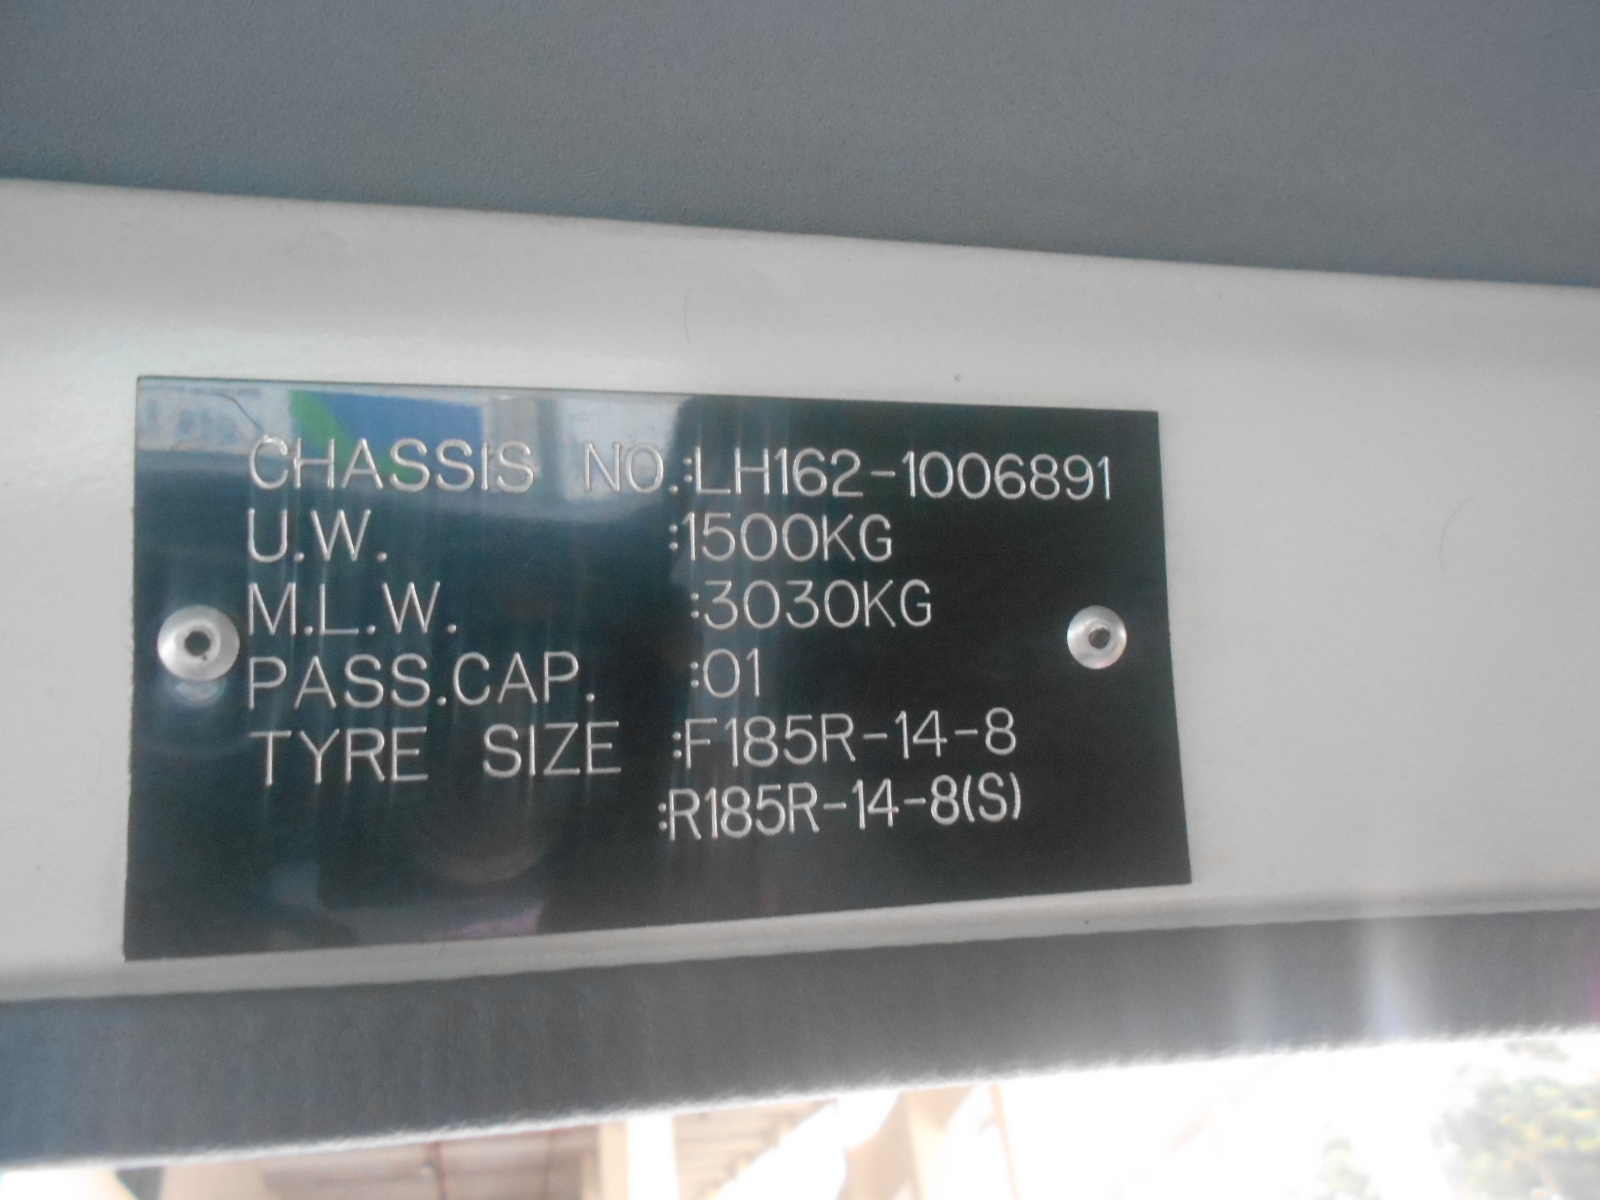 CHASSIS NO.:LH162-1006891
U.W. :1500KG
M.L.W. :3030KG
PASS.CAP. :01
TYRE SIZE :F185R-14-8
:R185R-14-8(S)